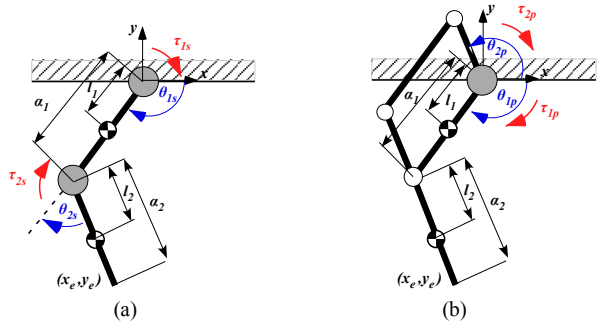 y
τ1s
x
θ1s
l1
α1
τ2s
θ2s
l2
α2
(xe,ye)
(a)
y
τ2p
θ2p
x
θ1p
τ1p
l1
α1
l2
α2
(xe,ye)
(b)